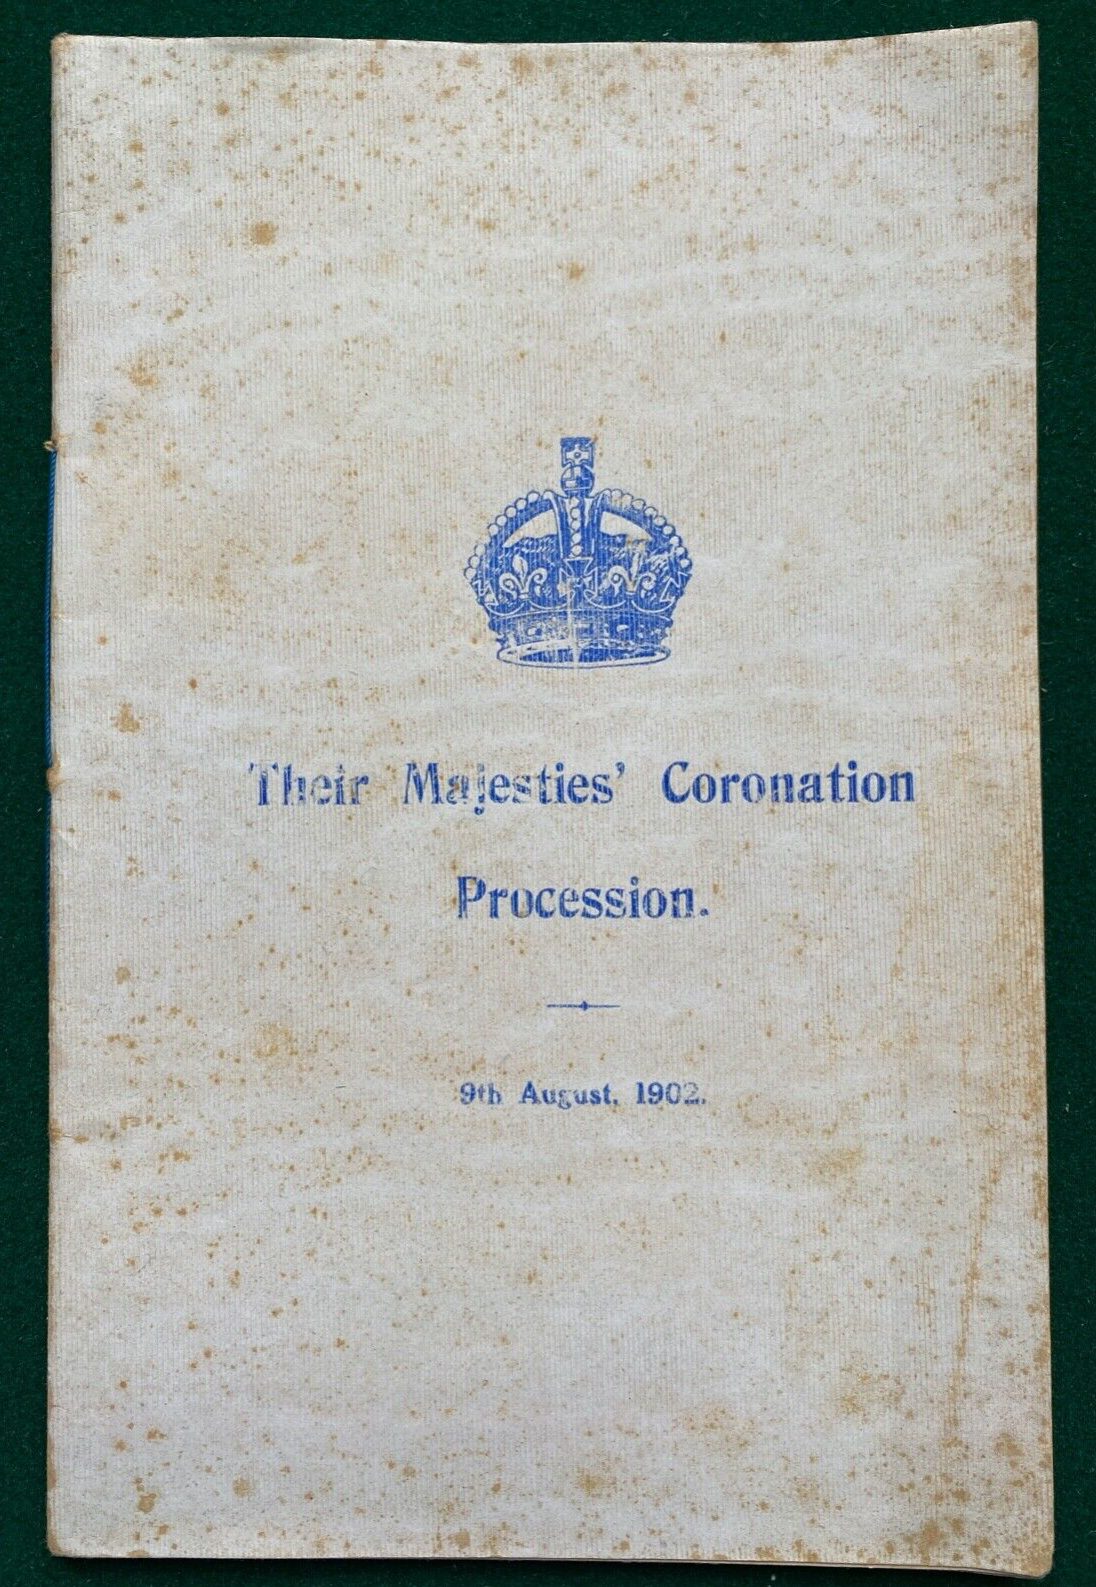 Their Majesties' Coronation
Procession.
9th August, 1902.